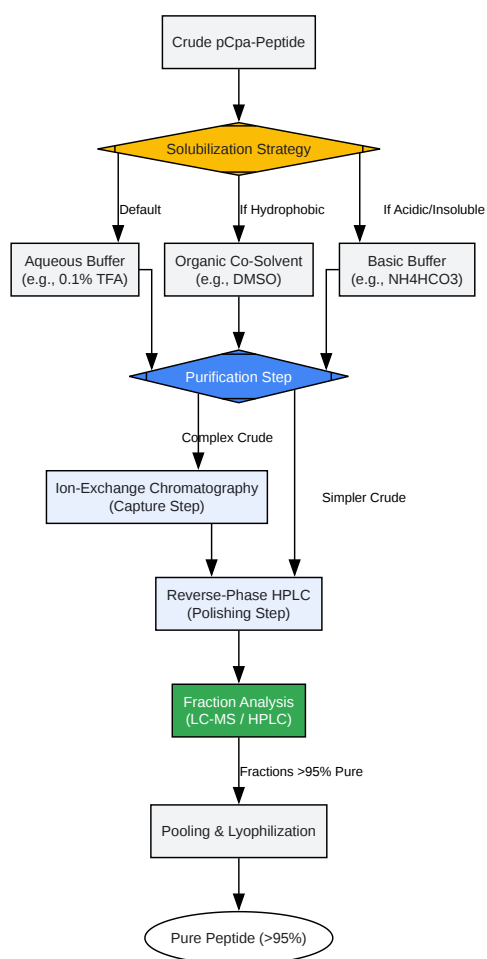 Crude pCpa-Peptide
Solubilization Strategy
Default
If Hydrophobic
If Acidic/Insoluble
Aqueous Buffer
(e.g., 0.1% TFA)
Organic Co-Solvent
(e.g., DMSO)
Basic Buffer
(e.g., NH4HCO3)
Purification Step
Complex Crude
Ion-Exchange Chromatography
(Capture Step)
Simpler Crude
Reverse-Phase HPLC
(Polishing Step)
Fraction Analysis
(LC-MS / HPLC)
Fractions >95% Pure
Pooling & Lyophilization
Pure Peptide (>95%)